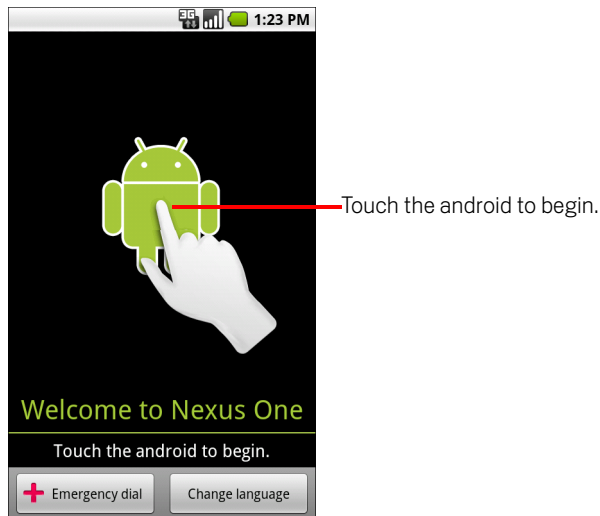 3G 1:23 PM
Touch the android to begin.
Welcome to Nexus One
Touch the android to begin.
Emergency dial Change language